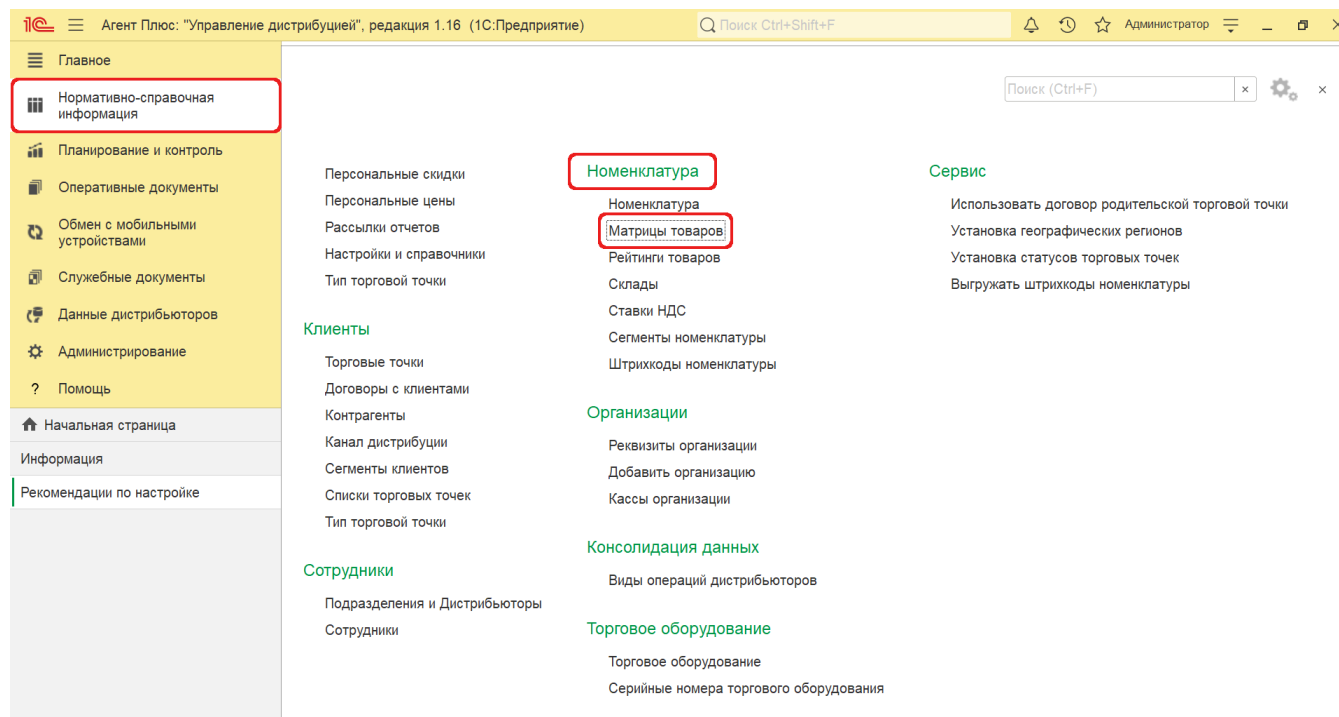 1С Агент Плюс: "Управление дистрибуцией", редакция 1.16 (1С:Предприятие)
Поиск Ctrl+Shift+F
Администратор
Главное
Нормативно-справочная
информация
Планирование и контроль
Оперативные документы
Обмен с мобильными
устройствами
Служебные документы
Данные дистрибьюторов
Администрирование
? Помощь
Начальная страница
Информация
Рекомендации по настройке
Поиск (Ctrl+F)
Персональные скидки
Персональные цены
Рассылки отчетов
Настройки и справочники
Тип торговой точки
Клиенты
Торговые точки
Договоры с клиентами
Контрагенты
Канал дистрибуции
Сегменты клиентов
Списки торговых точек
Тип торговой точки
Сотрудники
Подразделения и Дистрибьюторы
Сотрудники
Номенклатура
Номенклатура
Матрицы товаров
Рейтинги товаров
Склады
Ставки НДС
Сегменты номенклатуры
Штрихкоды номенклатуры
Организации
Реквизиты организации
Добавить организацию
Кассы организации
Консолидация данных
Виды операций дистрибьюторов
Торговое оборудование
Торговое оборудование
Серийные номера торгового оборудования
Сервис
Использовать договор родительской торговой точки
Установка географических регионов
Установка статусов торговых точек
Выгружать штрихкоды номенклатуры